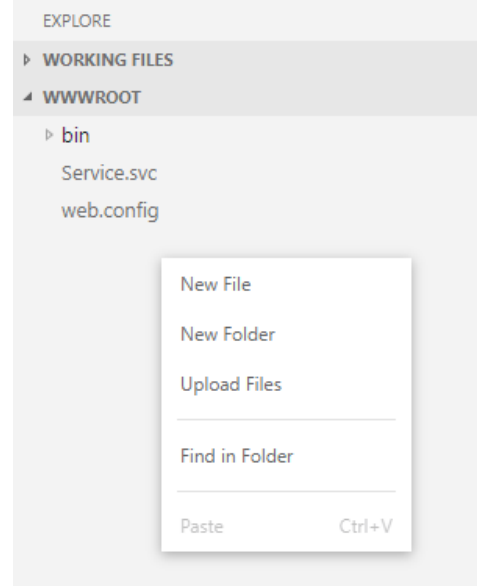 EXPLORE
WORKING FILES
WWWROOT
bin
Service.svc
web.config
New File
New Folder
Upload Files
Find in Folder
Paste Ctrl+V